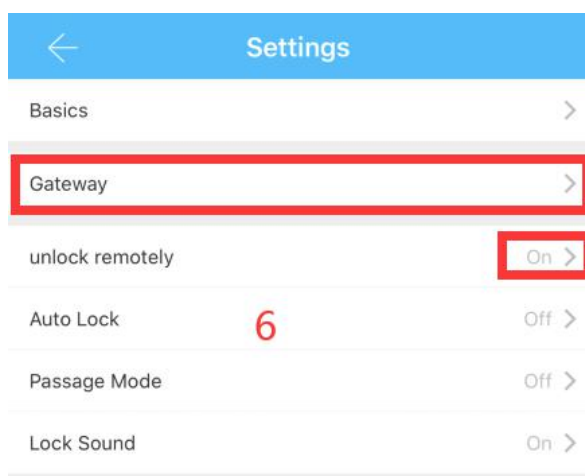 Settings
Basics
Gateway
unlock remotely On
Auto Lock Off
6
Passage Mode Off
Lock Sound On